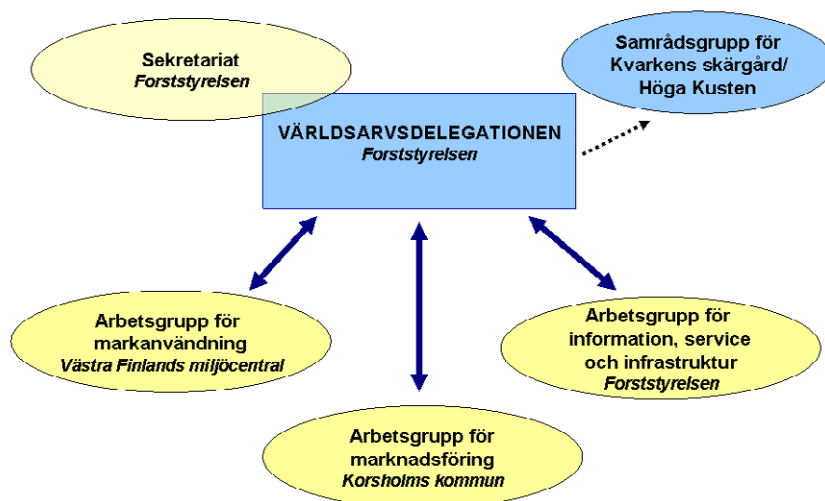 Sekretariat
Forststyrelsen
Samrådsgrupp för
Kvarkens skärgård/
Höga Kusten
VÄRLDSARVSDELEGATIONEN
Forststyrelsen
Arbetsgrupp för
markanvändning
Västra Finlands miljöcentral
Arbetsgrupp för
information, service
och infrastruktur
Forststyrelsen
Arbetsgrupp för
marknadsföring
Korsholms kommun